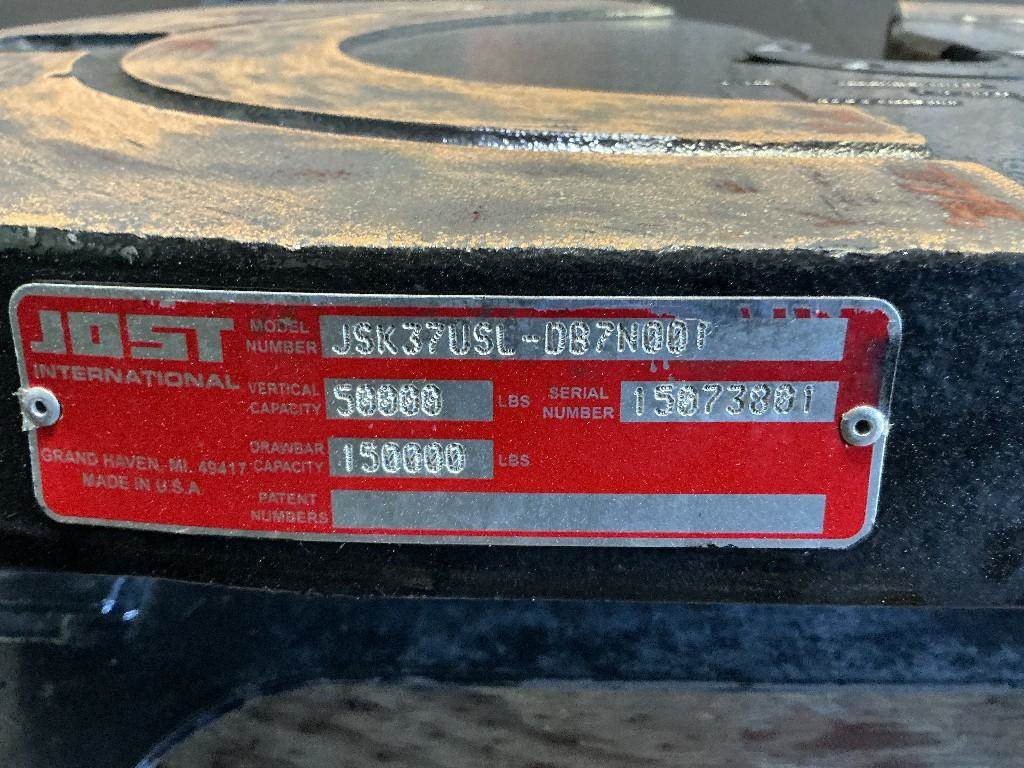 JOST INTERNATIONAL
MODEL NUMBER JSK37USL-DB7N001
VERTICAL CAPACITY 50000 LBS SERIAL NUMBER 15073801
DRAWBAR CAPACITY 150000 LBS
GRAND HAVEN, MI. 49417
MADE IN U.S.A
PATENT NUMBERS